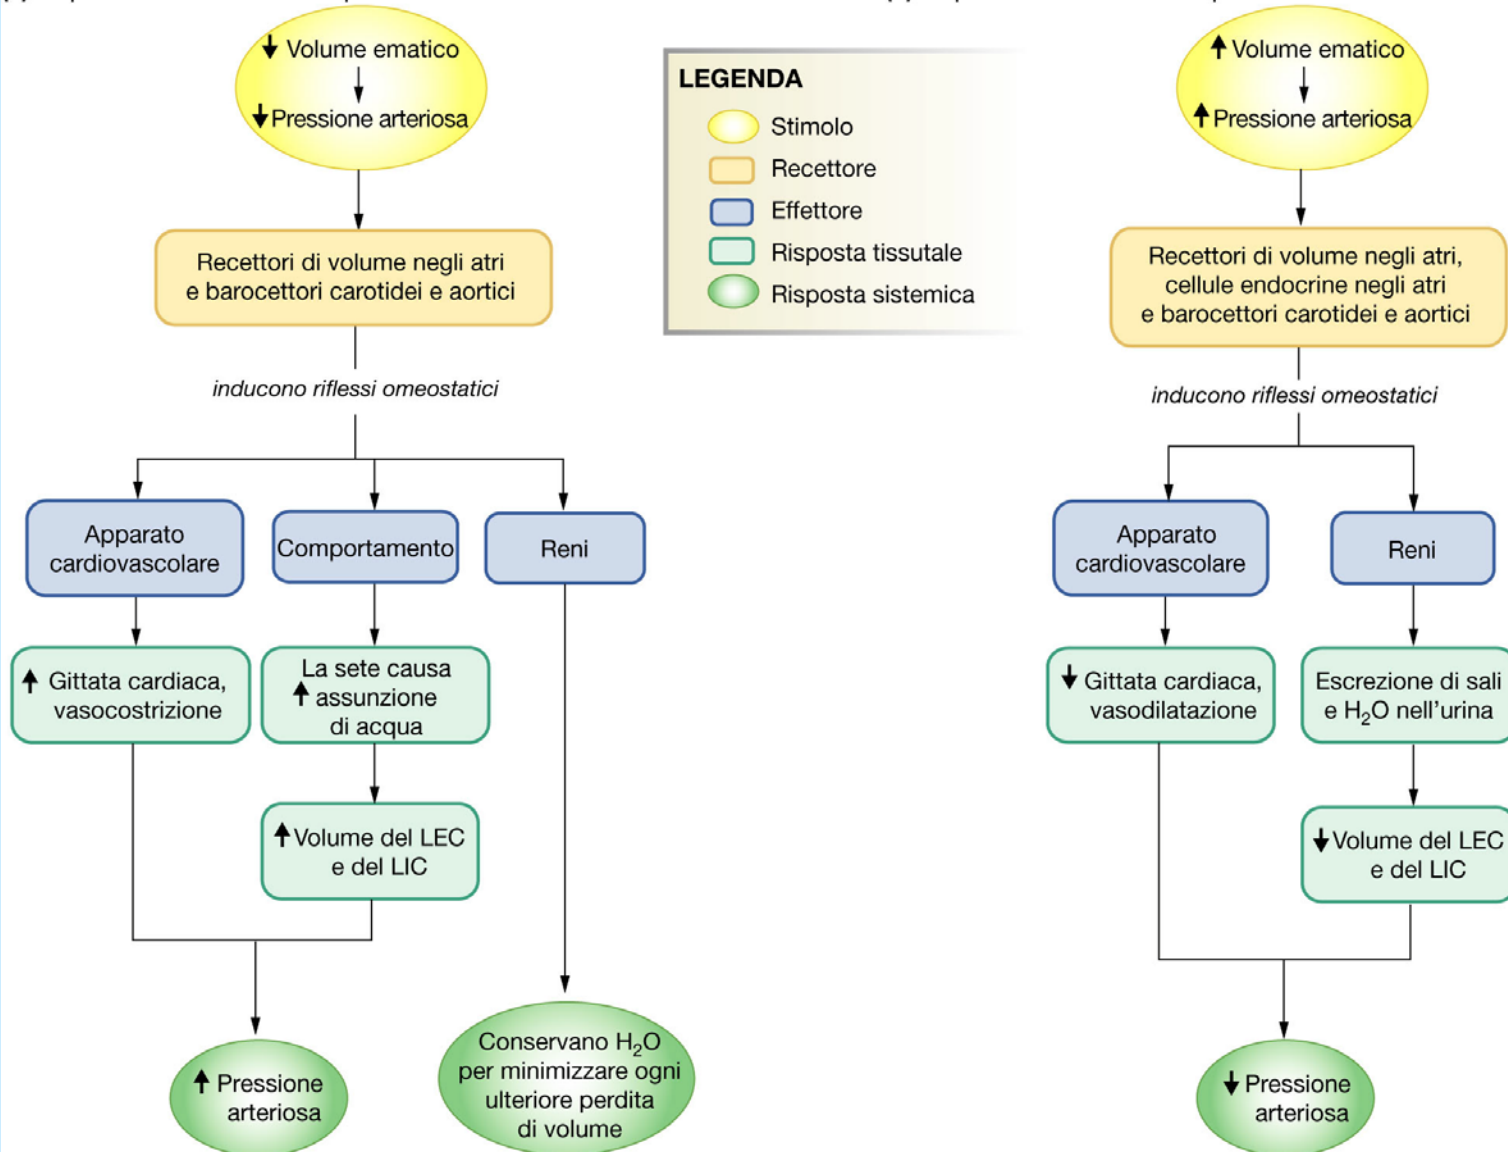 ↓ Volume ematico
↓ Pressione arteriosa
Recettori di volume negli atri
e barocettori carotidei e aortici
inducono riflessi omeostatici
Apparato
cardiovascolare
Comportamento
Reni
↑ Gittata cardiaca,
vasocostrizione
La sete causa
↑ assunzione
di acqua
↑ Volume del LEC
e del LIC
↑ Pressione
arteriosa
Conservano H₂O
per minimizzare ogni
ulteriore perdita
di volume
LEGENDA
Stimolo
Recettore
Effettore
Risposta tissutale
Risposta sistemica
↑ Volume ematico
↑ Pressione arteriosa
Recettori di volume negli atri,
cellule endocrine negli atri
e barocettori carotidei e aortici
inducono riflessi omeostatici
Apparato
cardiovascolare
Reni
↓ Gittata cardiaca,
vasodilatazione
Escrezione di sali
e H₂O nell'urina
↓ Volume del LEC
e del LIC
↓ Pressione
arteriosa